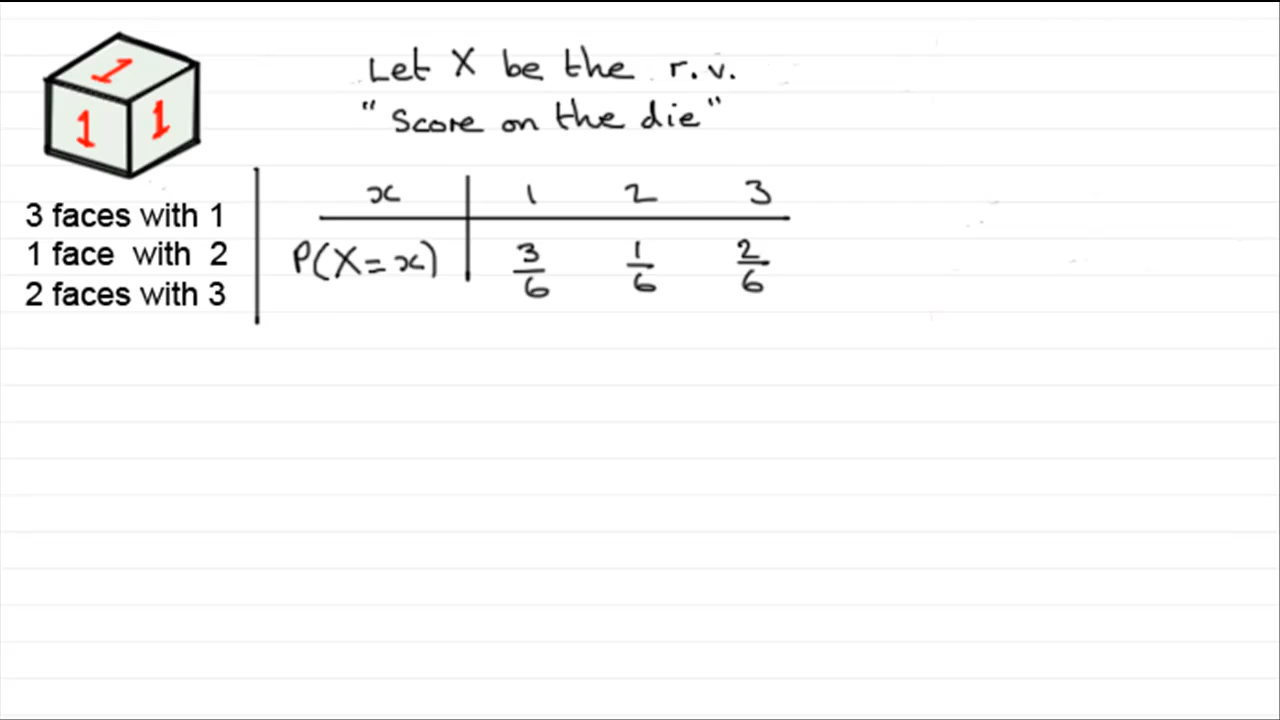 1
1 1
Let X be the r.v.
"Score on the die"
3 faces with 1
1 face with 2
2 faces with 3
x 1 2 3
P(X=x) 3/6 1/6 2/6